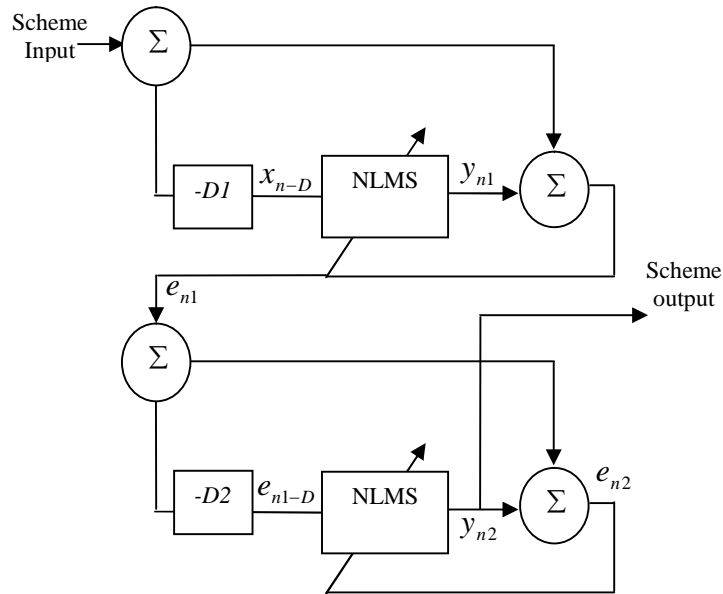 Scheme
Input
Σ
-D1
x_{n-D}
NLMS
y_{n1}
Σ
e_{n1}
Scheme
output
Σ
-D2
e_{n1-D}
NLMS
y_{n2}
Σ
e_{n2}